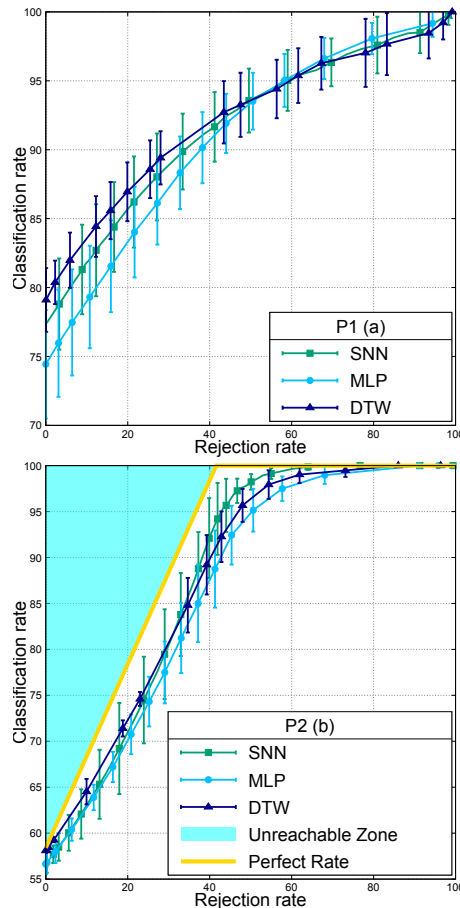 100
95
90
85
80
75
70
Classification rate
0
20
40
60
80
100
Rejection rate
P1 (a)
SNN
MLP
DTW
100
95
90
85
80
75
70
65
60
55
Classification rate
0
20
40
60
80
100
Rejection rate
P2 (b)
SNN
MLP
DTW
Unreachable Zone
Perfect Rate